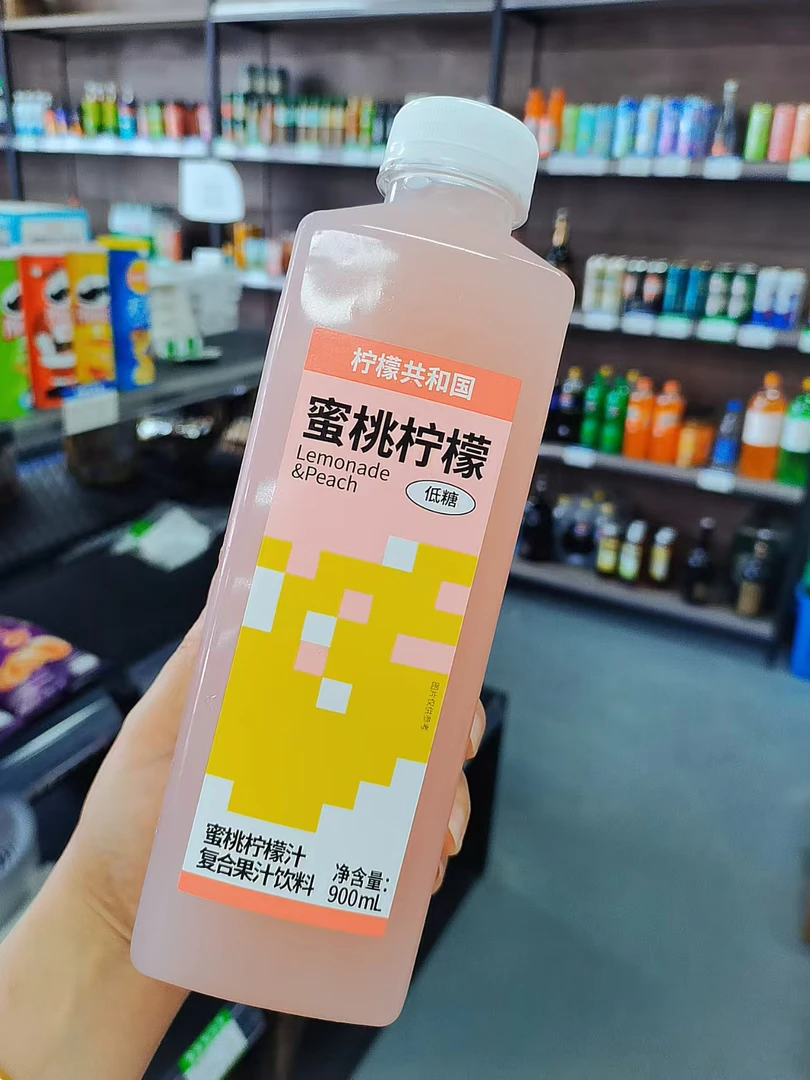 柠檬共和国
蜜桃柠檬
Lemonade
&Peach
低糖
图片仅供参考
蜜桃柠檬汁
复合果汁饮料
净含量:
900mL